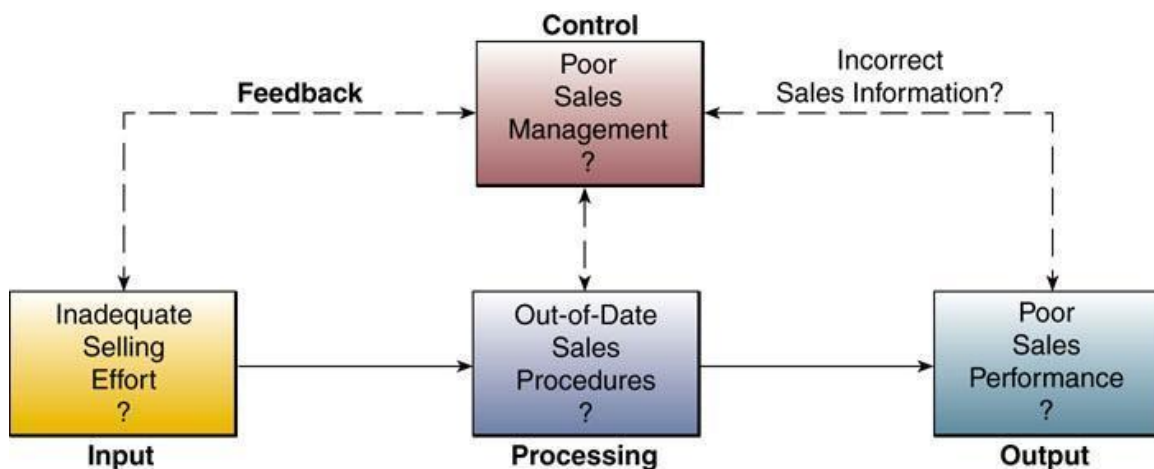 Control
Poor
Sales
Management
?
Feedback
Incorrect
Sales Information?
Inadequate
Selling
Effort
?
Input
Out-of-Date
Sales
Procedures
?
Processing
Poor
Sales
Performance
?
Output